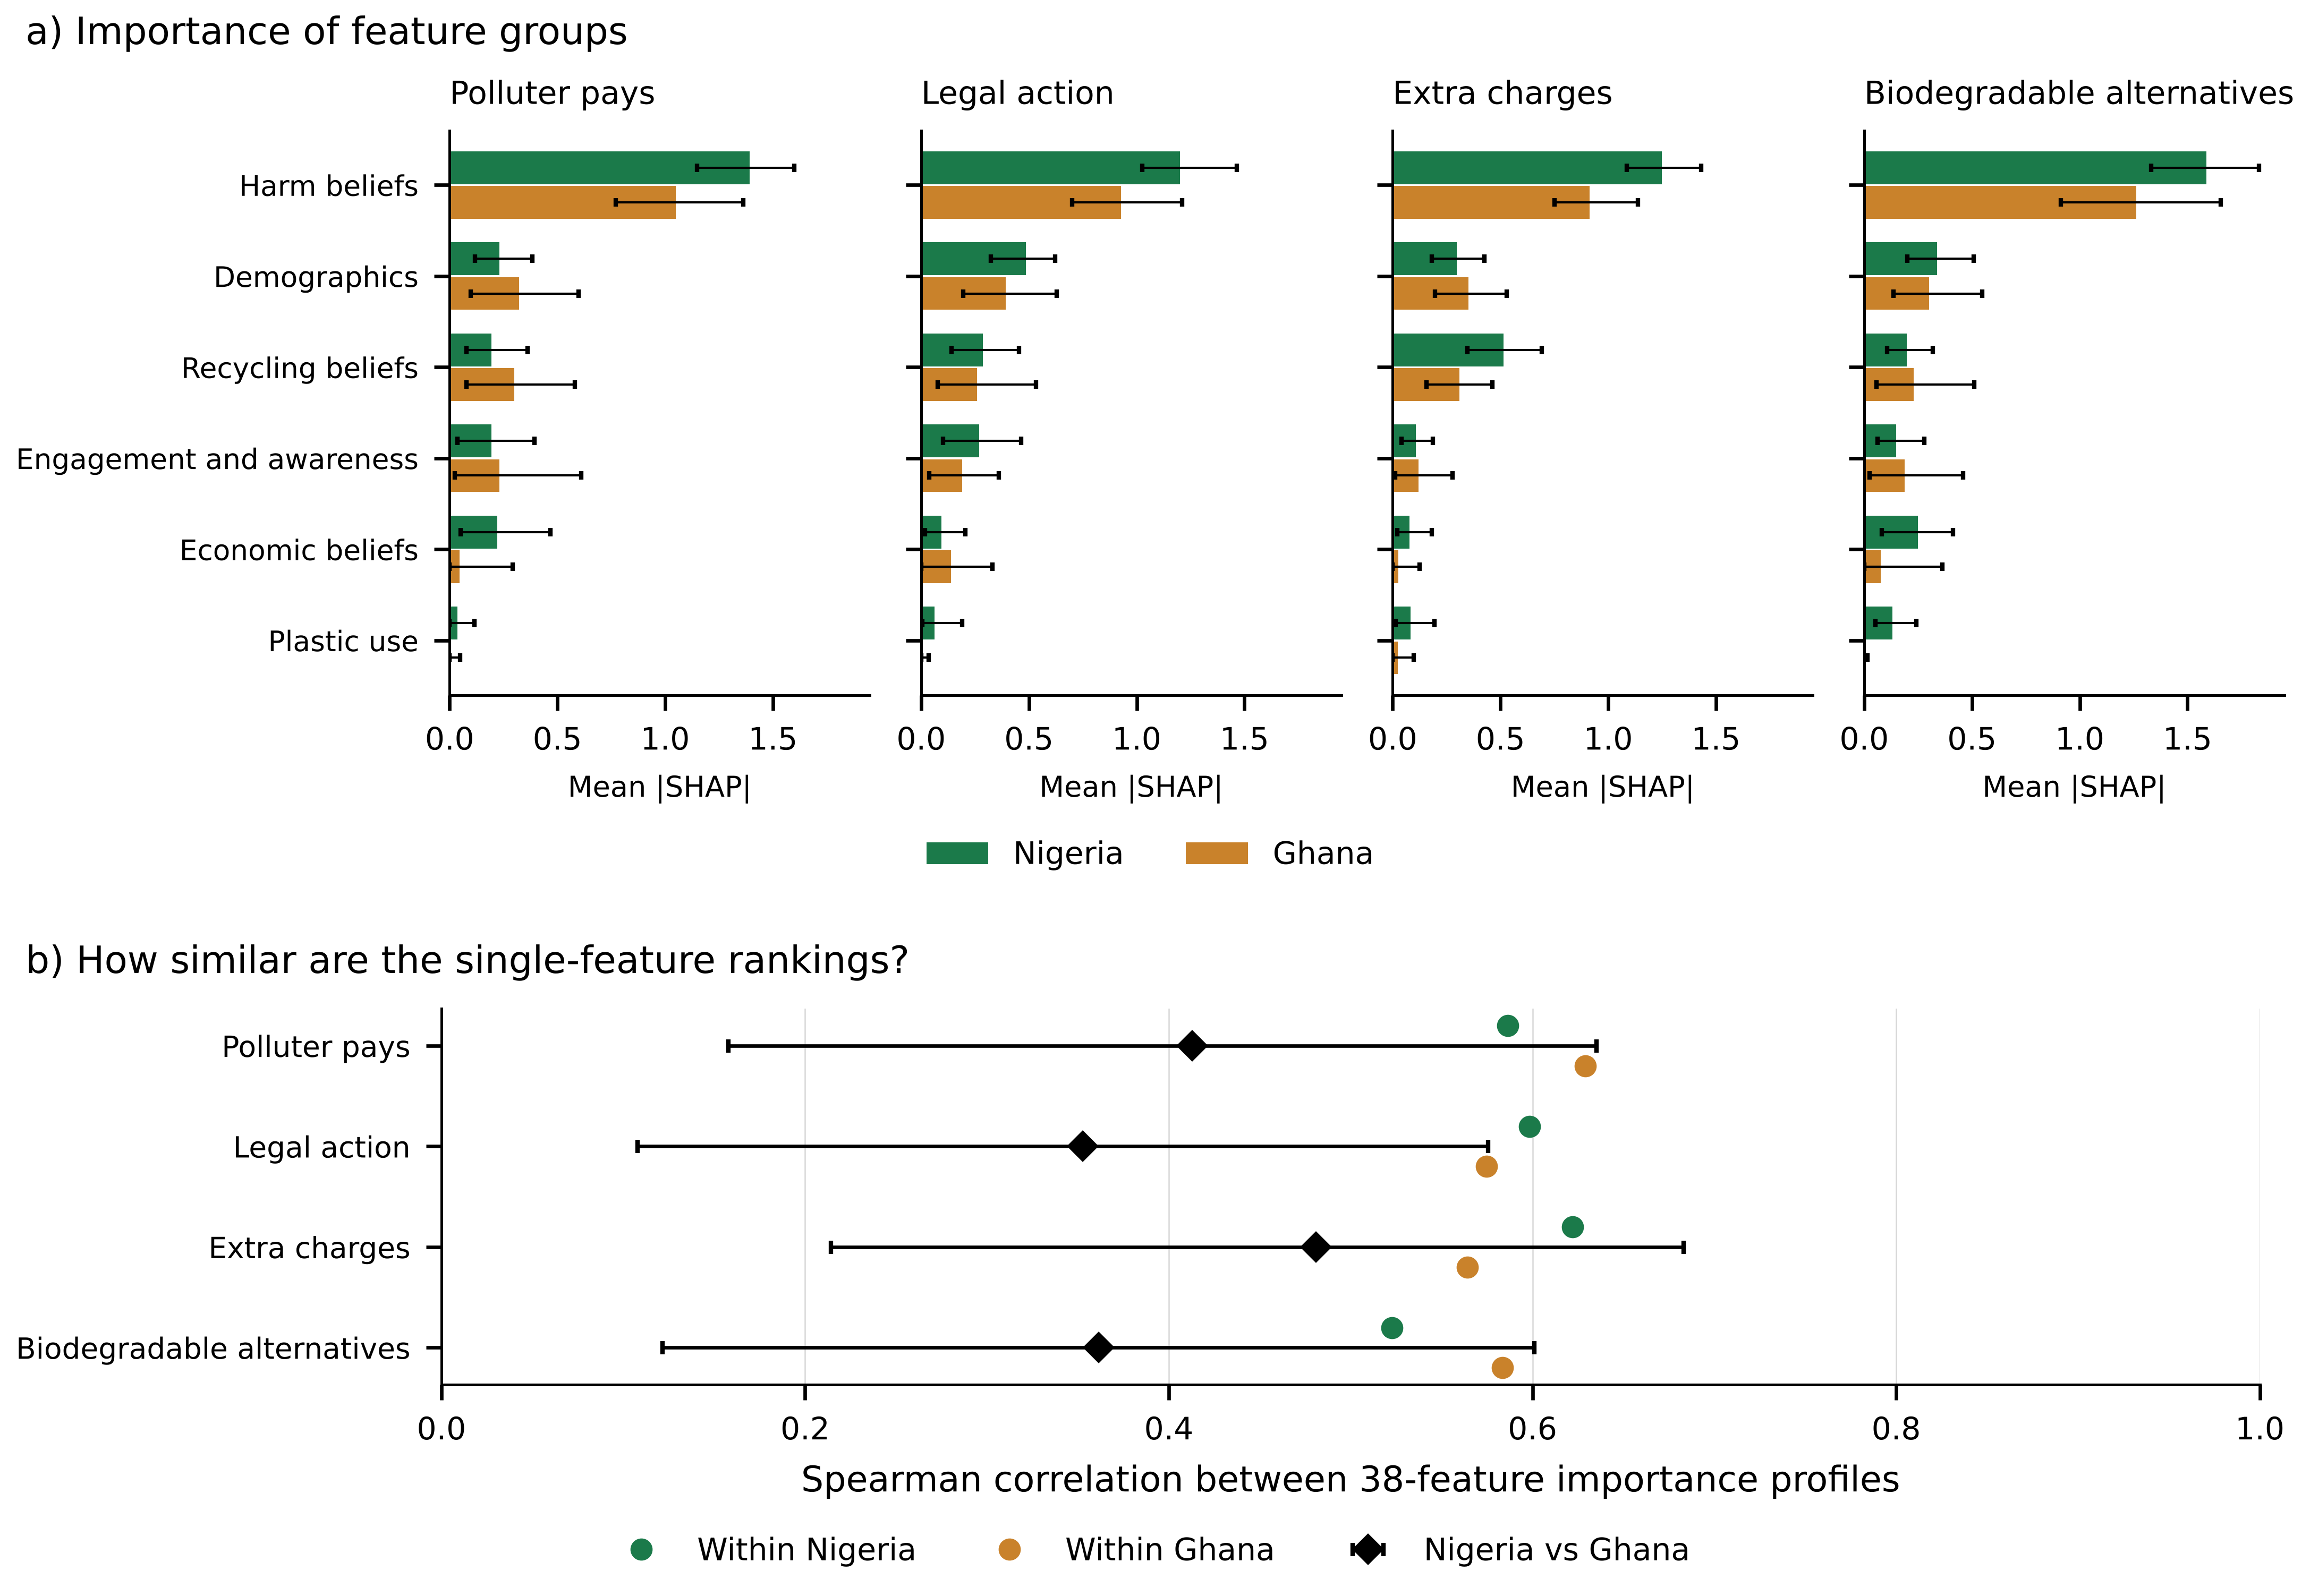 a) Importance of feature groups
Polluter pays
Legal action
Extra charges
Biodegradable alternatives
Harm beliefs
Demographics
Recycling beliefs
Engagement and awareness
Economic beliefs
Plastic use
0.0 0.5 1.0 1.5
0.0 0.5 1.0 1.5
0.0 0.5 1.0 1.5
0.0 0.5 1.0 1.5
Mean |SHAP|
Mean |SHAP|
Mean |SHAP|
Mean |SHAP|
Nigeria
Ghana
b) How similar are the single-feature rankings?
Polluter pays
Legal action
Extra charges
Biodegradable alternatives
0.0 0.2 0.4 0.6 0.8 1.0
Spearman correlation between 38-feature importance profiles
Within Nigeria
Within Ghana
Nigeria vs Ghana